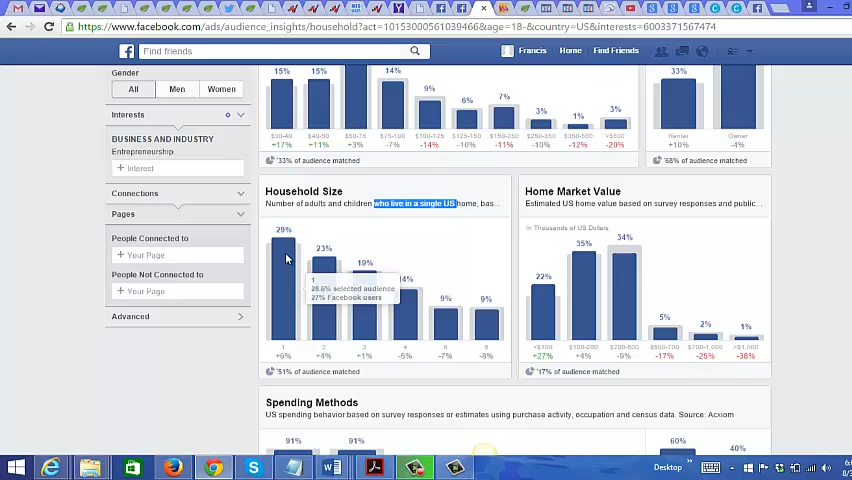 https://www.facebook.com/ads/audience_insights/household?act=10153000561039466&age=18-&country=US&interests=6003371567474
Find friends
Francis Home Find Friends
Gender
All Men Women
Interests
BUSINESS AND INDUSTRY
Entrepreneurship
+ Interest
Connections
Pages
People Connected to
+ Your Page
People Not Connected to
+ Your Page
Advanced
15% 15% 14% 9% 6% 7% 3% 1% 3%
$30-40 $40-50 $50-75 $75-100 $100-125 $125-150 $150-250 $250-350 $350-500 >$500
+17% +11% +3% -7% -14% -10% -11% -10% -12% -20%
33% of audience matched
33%
Renter Owner
+10% -4%
68% of audience matched
Household Size
Number of adults and children who live in a single US home, bas...
29% 23% 19% 14% 9% 9%
1
28.6% selected audience
27% Facebook users
1 2 3 4 5 6
+6% +4% +1% -5% -7% -8%
51% of audience matched
Home Market Value
Estimated US home value based on survey responses and public...
In Thousands of US Dollars
22% 35% 34% 5% 2% 1%
<$100 $100-200 $200-500 $500-700 $700-1,000 >$1,000
+27% +4% -9% -17% -25% -38%
17% of audience matched
Spending Methods
US spending behavior based on survey responses or estimates using purchase activity, occupation and census data. Source: Acxiom
91% 91% 60% 40%
Desktop